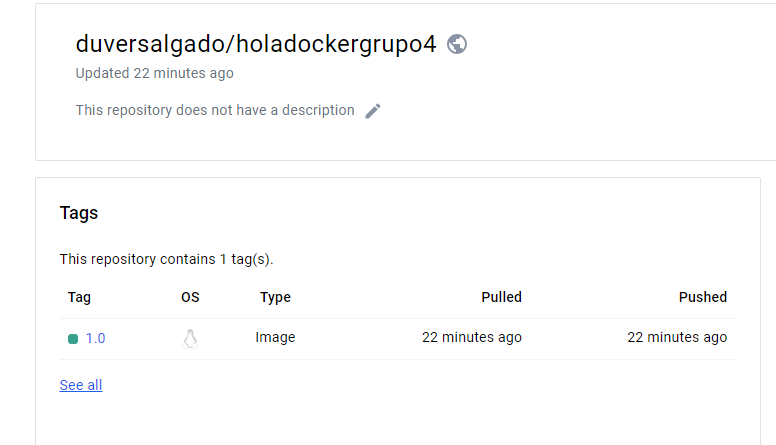 duversalgado/holadockergrupo4
Updated 22 minutes ago
This repository does not have a description
Tags
This repository contains 1 tag(s).
Tag OS Type Pulled Pushed
1.0 Image 22 minutes ago 22 minutes ago
See all